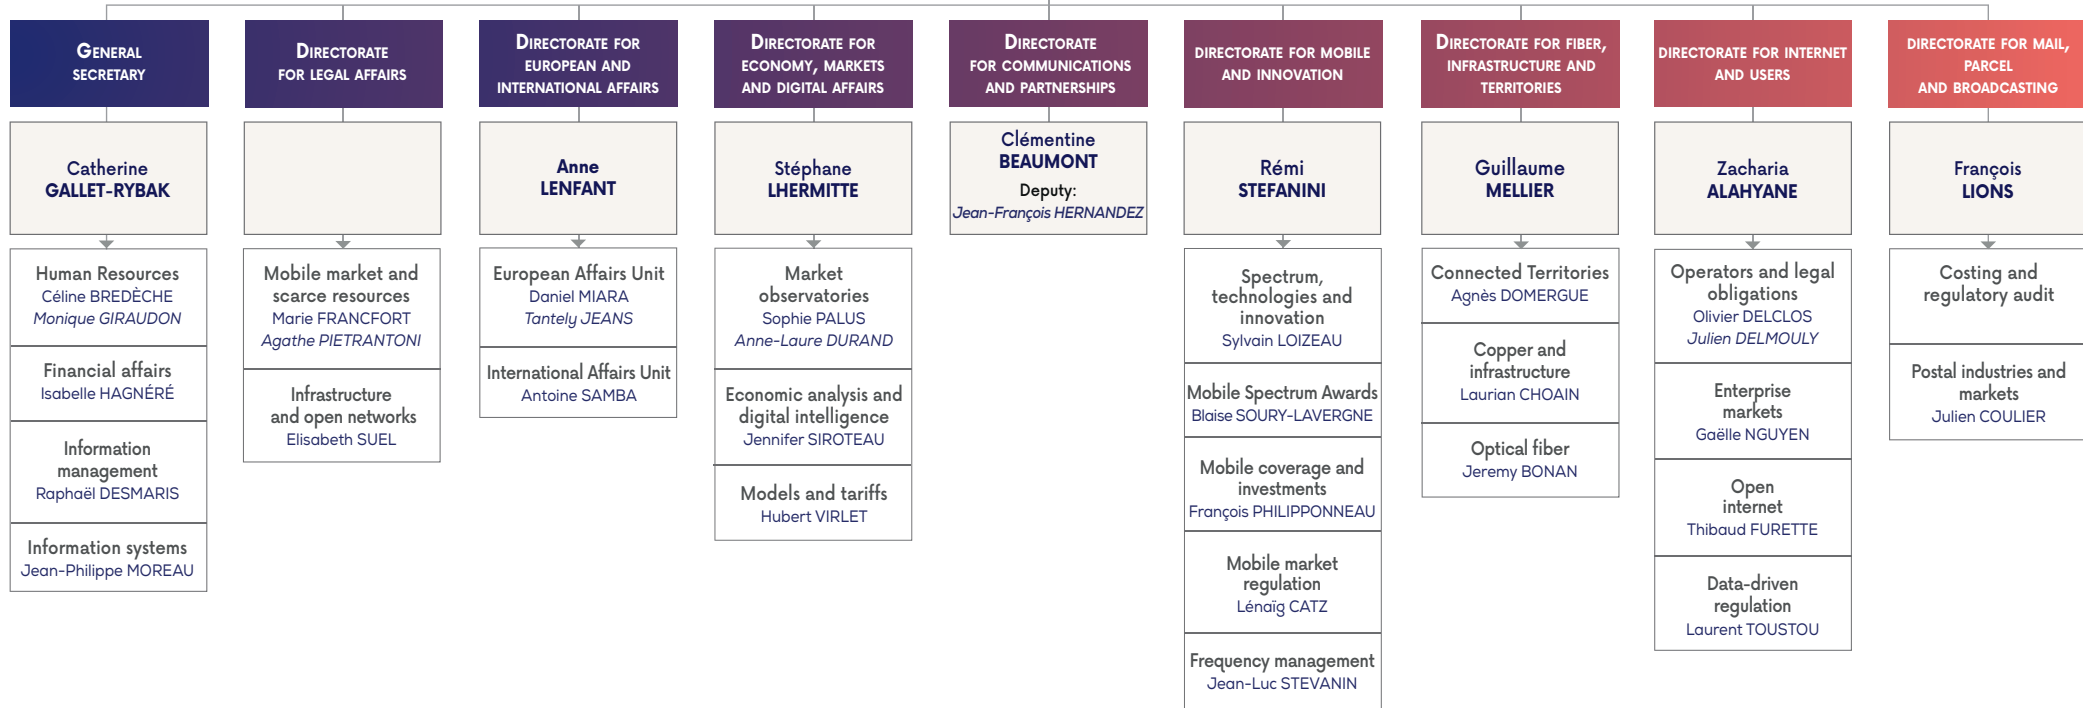 GENERAL
SECRETARY
Catherine
GALLET-RYBAK
Human Resources
Céline BREDÈCHE
Monique GIRAUDON
Financial affairs
Isabelle HAGNÉRÉ
Information
management
Raphaël DESMARIS
Information systems
Jean-Philippe MOREAU
DIRECTORATE
FOR LEGAL AFFAIRS
Mobile market and
scarce resources
Marie FRANCFORT
Agathe PIETRANTONI
Infrastructure
and open networks
Elisabeth SUEL
DIRECTORATE FOR
EUROPEAN AND
INTERNATIONAL AFFAIRS
Anne
LENFANT
European Affairs Unit
Daniel MIARA
Tantely JEANS
International Affairs Unit
Antoine SAMBA
DIRECTORATE FOR
ECONOMY, MARKETS
AND DIGITAL AFFAIRS
Stéphane
LHERMITTE
Market
observatories
Sophie PALUS
Anne-Laure DURAND
Economic analysis and
digital intelligence
Jennifer SIROTEAU
Models and tariffs
Hubert VIRLET
DIRECTORATE
FOR COMMUNICATIONS
AND PARTNERSHIPS
Clémentine
BEAUMONT
Deputy:
Jean-François HERNANDEZ
DIRECTORATE FOR MOBILE
AND INNOVATION
Rémi
STEFANINI
Spectrum,
technologies and
innovation
Sylvain LOIZEAU
Mobile Spectrum Awards
Blaise SOURY-LAVERGNE
Mobile coverage and
investments
François PHILIPPONNEAU
Mobile market
regulation
Lénaïg CATZ
Frequency management
Jean-Luc STEVANIN
DIRECTORATE FOR FIBER,
INFRASTRUCTURE AND
TERRITORIES
Guillaume
MELLIER
Connected Territories
Agnès DOMERGUE
Copper and
infrastructure
Laurian CHOAIN
Optical fiber
Jeremy BONAN
DIRECTORATE FOR INTERNET
AND USERS
Zacharia
ALAHYANE
Operators and legal
obligations
Olivier DELCLOS
Julien DELMOULY
Enterprise
markets
Gaëlle NGUYEN
Open
internet
Thibaud FURETTE
Data-driven
regulation
Laurent TOUSTOU
DIRECTORATE FOR MAIL,
PARCEL
AND BROADCASTING
François
LIONS
Costing and
regulatory audit
Postal industries and
markets
Julien COULIER